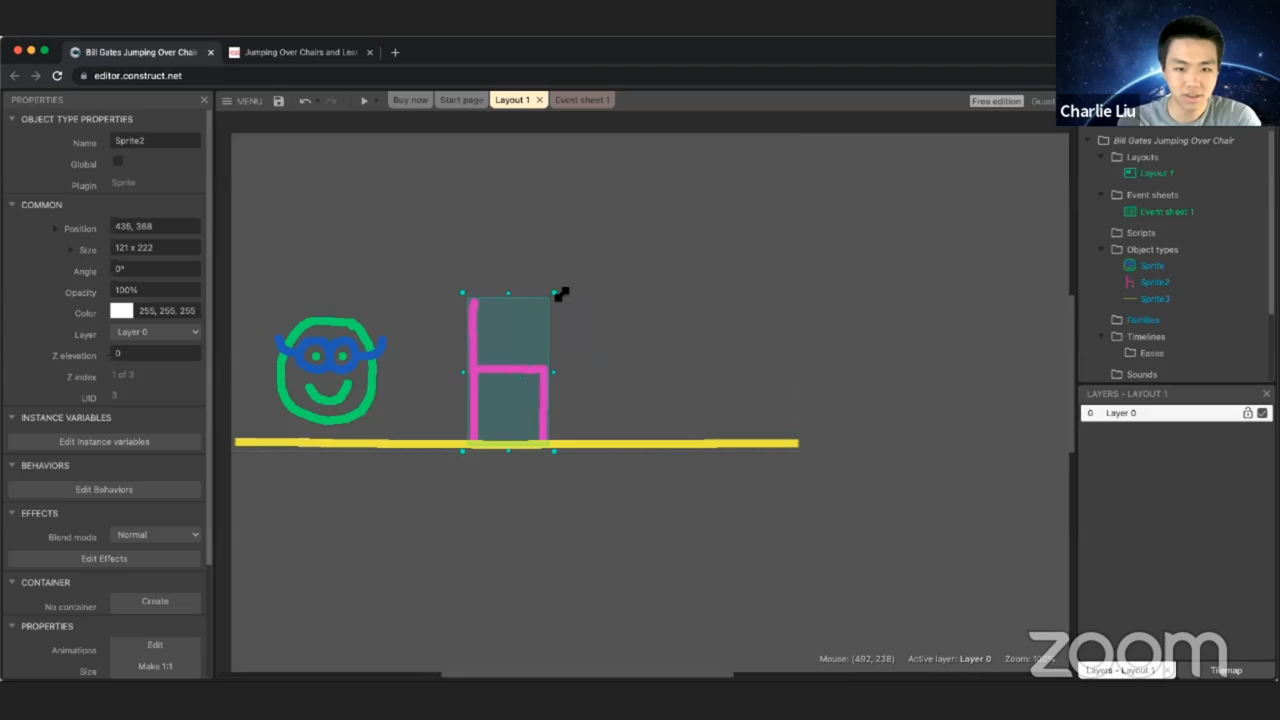 Charlie Liu
Bill Gates Jumping Over Chair
Jumping Over Chairs and Lear
editor.construct.net
PROPERTIES
MENU
Buy now
Start page
Layout 1
Event sheet 1
Free edition
Guest
OBJECT TYPE PROPERTIES
Name
Sprite2
Global
Plugin
Sprite
COMMON
Position
435, 368
Size
121 x 222
Angle
0°
Opacity
100%
Color
255, 255, 255
Layer
Layer 0
Z elevation
0
Z index
1 of 3
UID
3
INSTANCE VARIABLES
Edit Instance variables
BEHAVIORS
Edit Behaviors
EFFECTS
Blend mode
Normal
Edit Effects
CONTAINER
No container
Create
PROPERTIES
Animations
Edit
Size
Make 1:1
Mouse: (492, 238)
Active layer: Layer 0
Zoom: 100%
Bill Gates Jumping Over Chair
Layouts
Layout 1
Event sheets
Event sheet 1
Scripts
Object types
Sprite
Sprite2
Sprite3
Families
Timelines
Eases
Sounds
LAYERS - LAYOUT 1
0 Layer 0
Layers - Layout 1
Tilemap
zoom